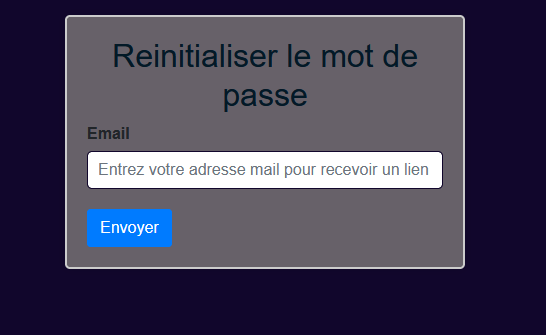 Reinitialiser le mot de
passe
Email
Entrez votre adresse mail pour recevoir un lien
Envoyer